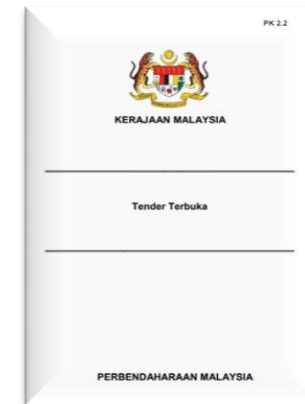 PK 2.2
KERAJAAN MALAYSIA
Tender Terbuka
PERBENDAHARAAN MALAYSIA